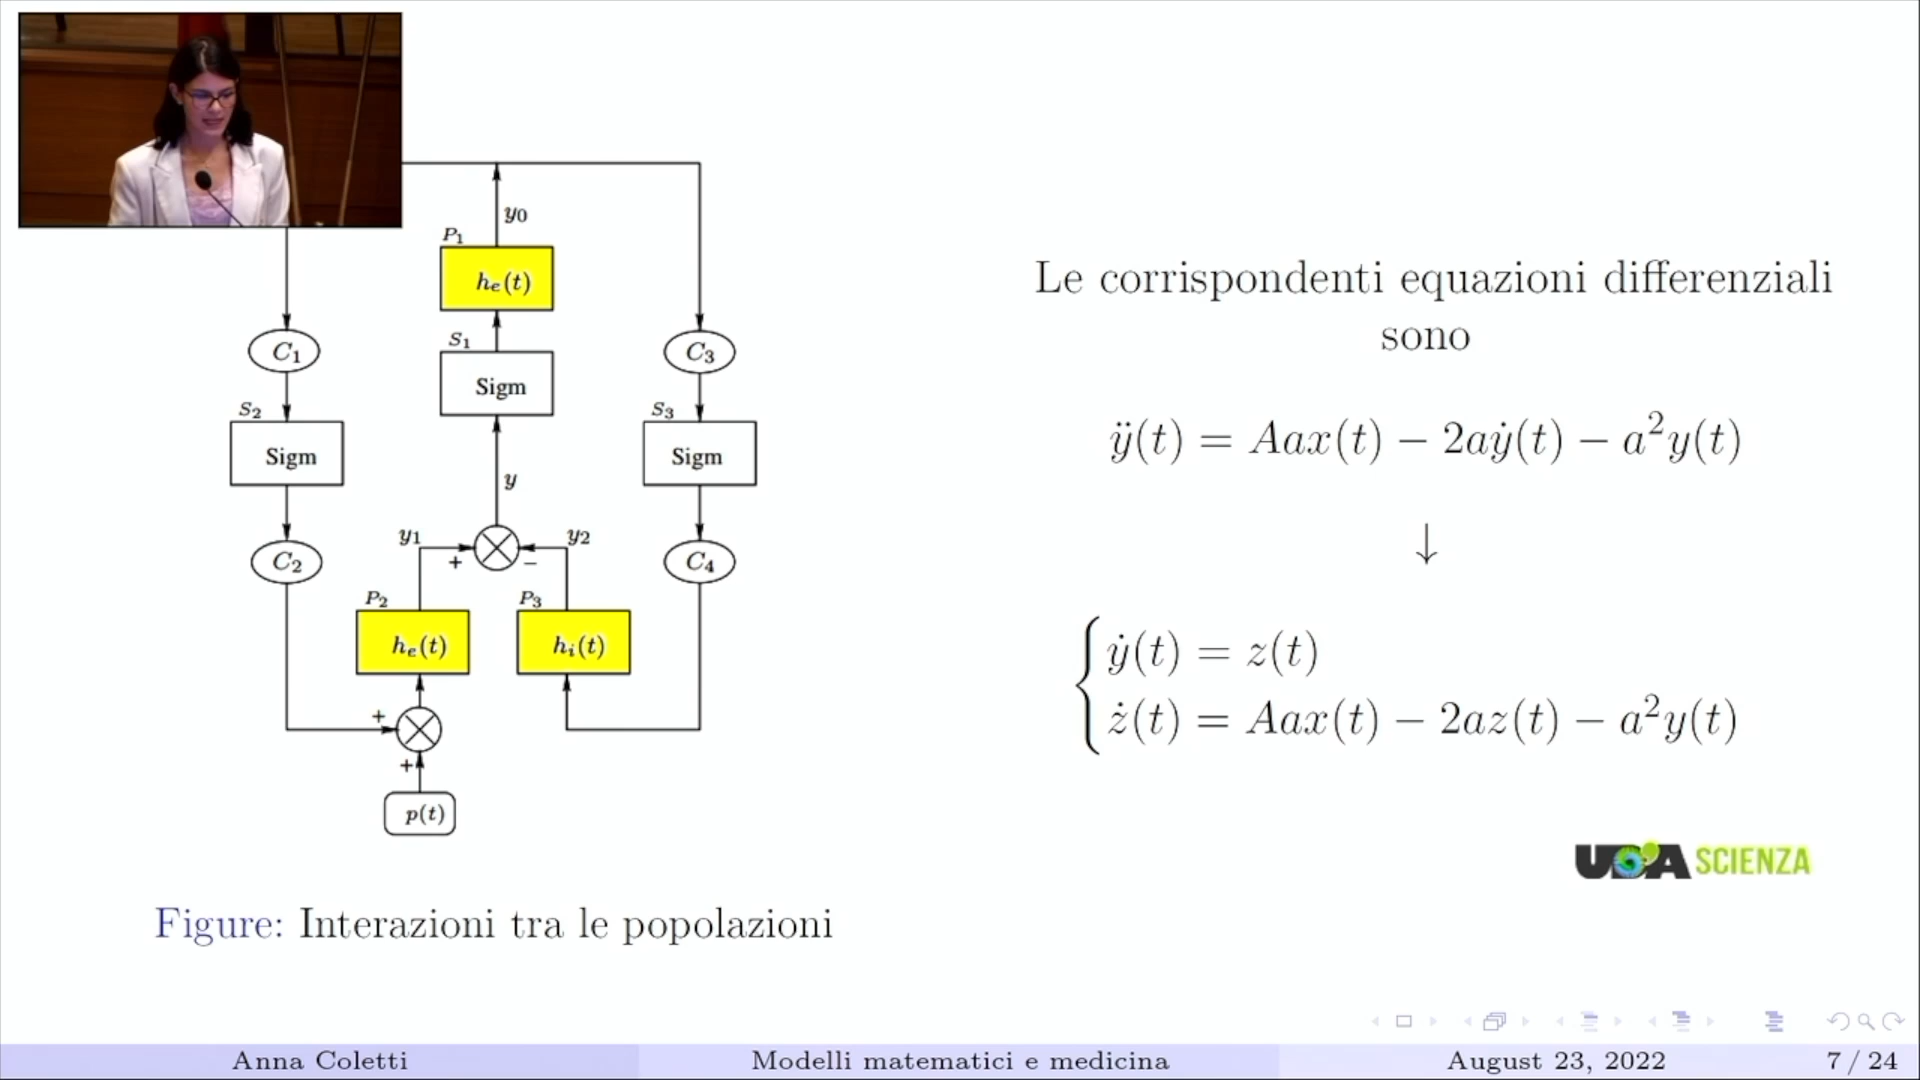 y₀
P₁
hₑ(t)
S₁
Sigm
C₁
C₃
S₂
Sigm
S₃
Sigm
y
C₂
y₁
+
y₂
−
C₄
P₂
hₑ(t)
P₃
hᵢ(t)
+
+
p(t)
Figure: Interazioni tra le popolazioni
Le corrispondenti equazioni differenziali
sono
ÿ(t) = Aax(t) − 2aẏ(t) − a²y(t)
↓
ẏ(t) = z(t)
ż(t) = Aax(t) − 2az(t) − a²y(t)
UDA SCIENZA
Anna Coletti Modelli matematici e medicina August 23, 2022 7 / 24